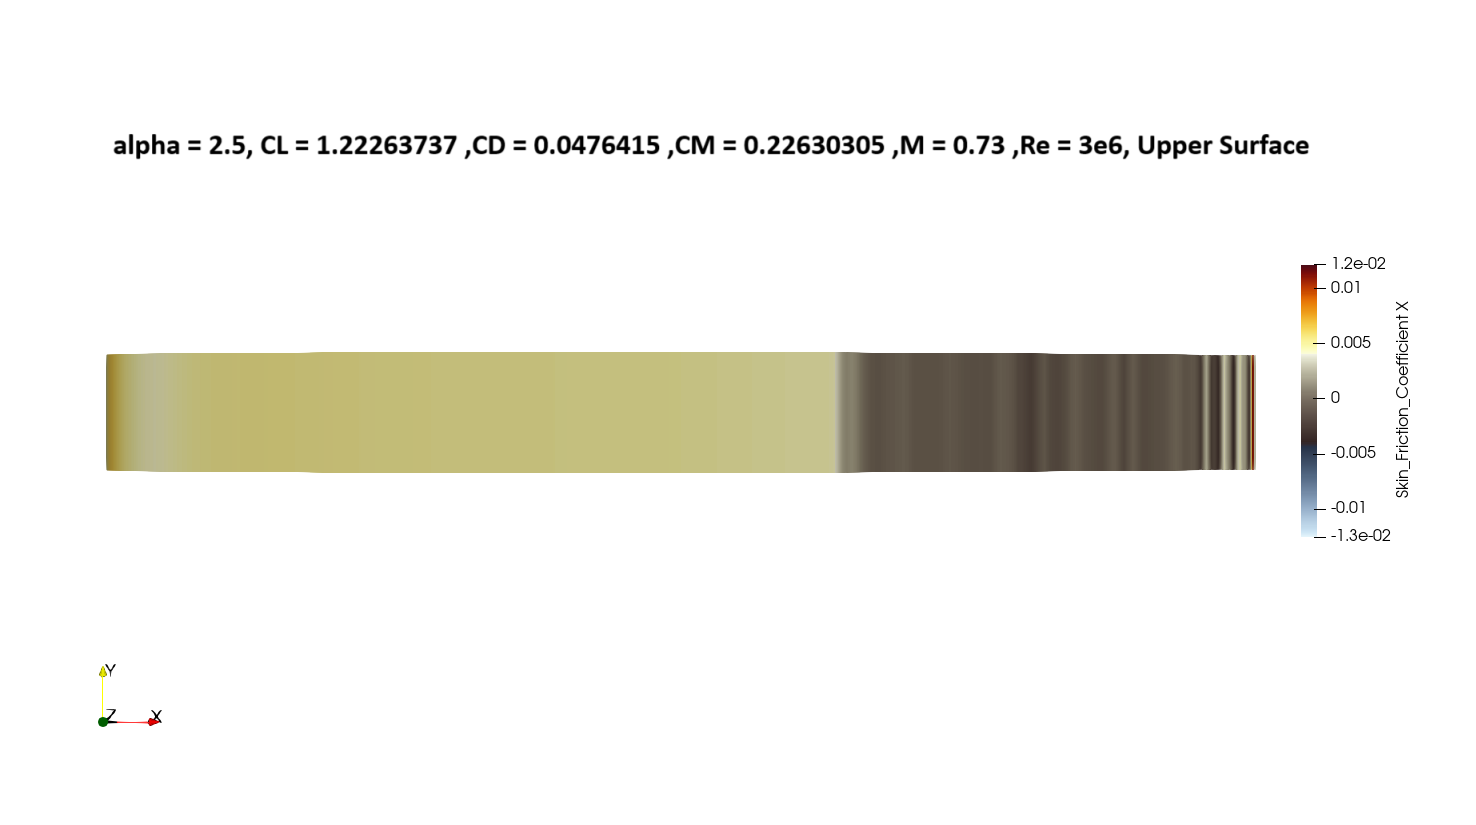 alpha = 2.5, CL = 1.22263737 ,CD = 0.0476415 ,CM = 0.22630305 ,M = 0.73 ,Re = 3e6, Upper Surface
1.2e-02
0.01
0.005
0
-0.005
-0.01
-1.3e-02
Skin_Friction_Coefficient X
Y
Z
X